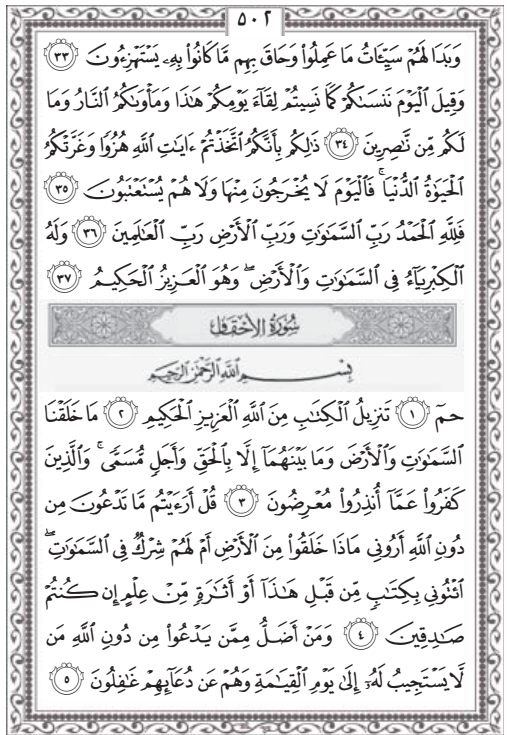 ٥٠٢
وَبَدَا لَهُمْ سَيِّـَٔاتُ مَا عَمِلُوا۟ وَحَاقَ بِهِم مَّا كَانُوا۟ بِهِۦ يَسْتَهْزِءُونَ ٣٣
وَقِيلَ ٱلْيَوْمَ نَنسَىٰكُمْ كَمَا نَسِيتُمْ لِقَآءَ يَوْمِكُمْ هَٰذَا وَمَأْوَىٰكُمُ ٱلنَّارُ وَمَا
لَكُم مِّن نَّٰصِرِينَ ٣٤ ذَٰلِكُم بِأَنَّكُمُ ٱتَّخَذْتُمْ ءَايَٰتِ ٱللَّهِ هُزُوًا وَغَرَّتْكُمُ
ٱلْحَيَوٰةُ ٱلدُّنْيَا ۚ فَٱلْيَوْمَ لَا يُخْرَجُونَ مِنْهَا وَلَا هُمْ يُسْتَعْتَبُونَ ٣٥
فَلِلَّهِ ٱلْحَمْدُ رَبِّ ٱلسَّمَٰوَٰتِ وَرَبِّ ٱلْأَرْضِ رَبِّ ٱلْعَٰلَمِينَ ٣٦ وَلَهُ
ٱلْكِبْرِيَآءُ فِى ٱلسَّمَٰوَٰتِ وَٱلْأَرْضِ ۖ وَهُوَ ٱلْعَزِيزُ ٱلْحَكِيمُ ٣٧
سُورَةُ الأَحْقَافِ
بِسْمِ ٱللَّهِ ٱلرَّحْمَٰنِ ٱلرَّحِيمِ
حمٓ ١ تَنزِيلُ ٱلْكِتَٰبِ مِنَ ٱللَّهِ ٱلْعَزِيزِ ٱلْحَكِيمِ ٢ مَا خَلَقْنَا
ٱلسَّمَٰوَٰتِ وَٱلْأَرْضَ وَمَا بَيْنَهُمَآ إِلَّا بِٱلْحَقِّ وَأَجَلٍ مُّسَمًّى ۚ وَٱلَّذِينَ
كَفَرُوا۟ عَمَّآ أُنذِرُوا۟ مُعْرِضُونَ ٣ قُلْ أَرَءَيْتُم مَّا تَدْعُونَ مِن
دُونِ ٱللَّهِ أَرُونِى مَاذَا خَلَقُوا۟ مِنَ ٱلْأَرْضِ أَمْ لَهُمْ شِرْكٌ فِى ٱلسَّمَٰوَٰتِ ۖ
ٱئْتُونِى بِكِتَٰبٍ مِّن قَبْلِ هَٰذَآ أَوْ أَثَٰرَةٍ مِّنْ عِلْمٍ إِن كُنتُمْ
صَٰدِقِينَ ٤ وَمَنْ أَضَلُّ مِمَّن يَدْعُوا۟ مِن دُونِ ٱللَّهِ مَن
لَّا يَسْتَجِيبُ لَهُۥٓ إِلَىٰ يَوْمِ ٱلْقِيَٰمَةِ وَهُمْ عَن دُعَآئِهِمْ غَٰفِلُونَ ٥